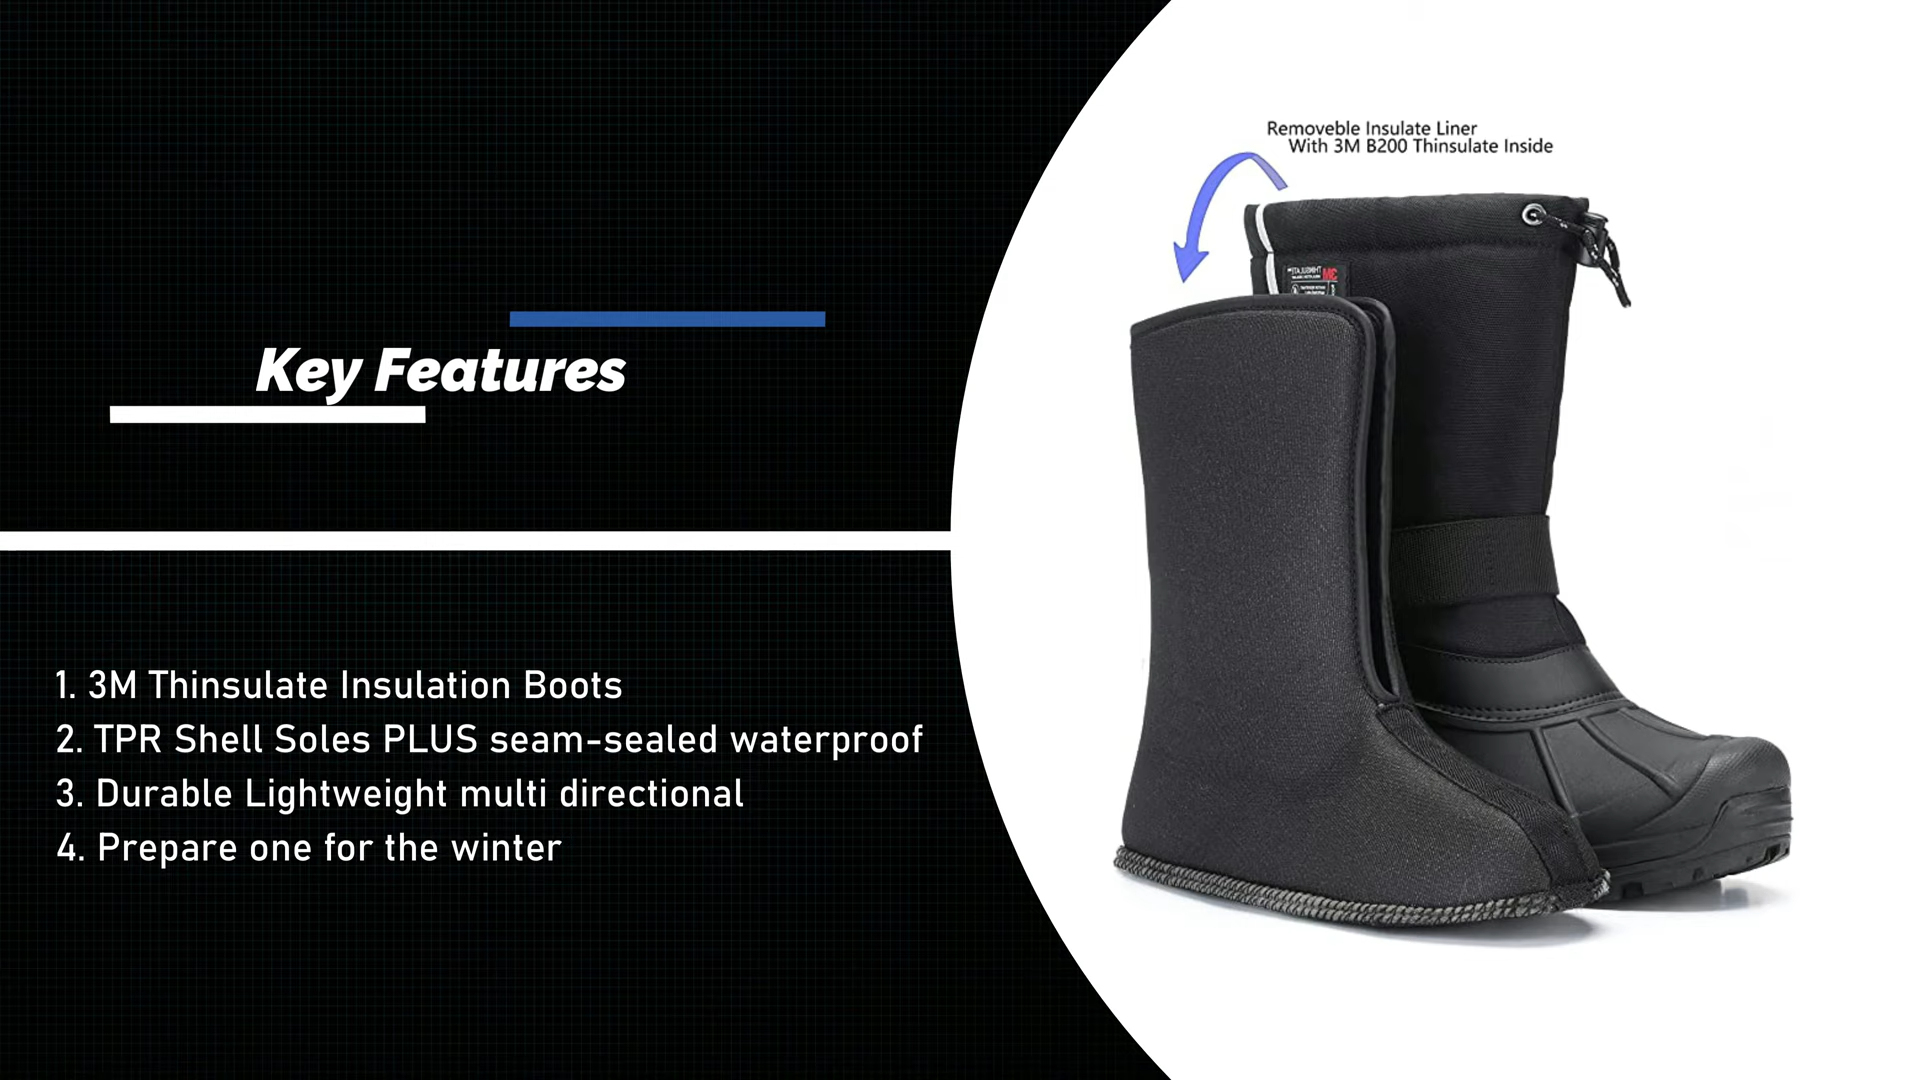 Removeble Insulate Liner
With 3M B200 Thinsulate Inside
Key Features
1. 3M Thinsulate Insulation Boots
2. TPR Shell Soles PLUS seam-sealed waterproof
3. Durable Lightweight multi directional
4. Prepare one for the winter